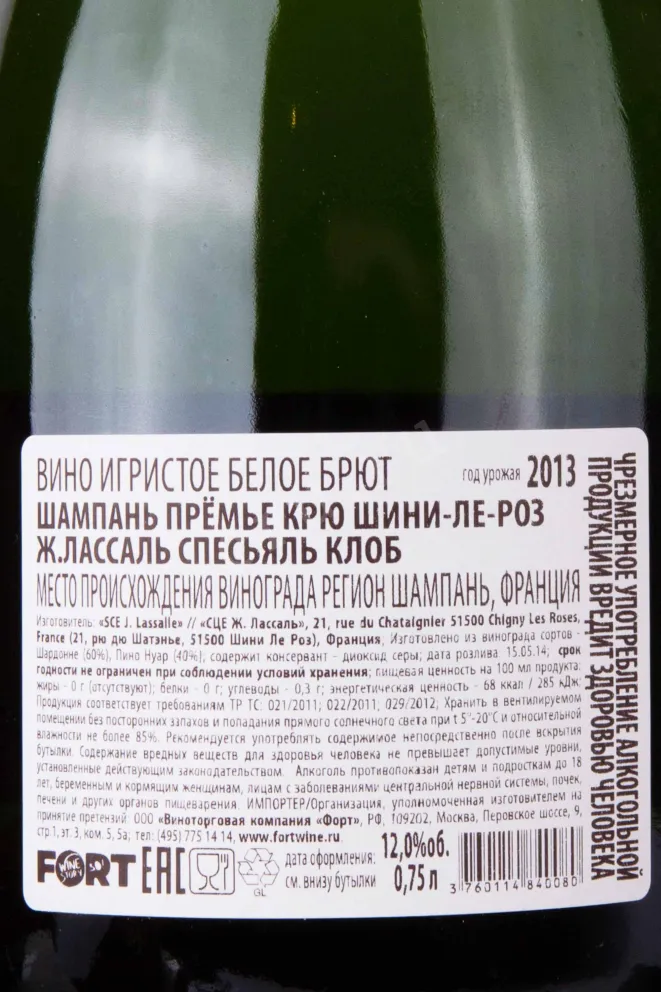 ВИНО ИГРИСТОЕ БЕЛОЕ БРЮТ год урожая 2013
ШАМПАНЬ ПРЁМЬЕ КРЮ ШИНИ-ЛЕ-РОЗ
Ж.ЛАССАЛЬ СПЕСЬЯЛЬ КЛОБ
МЕСТО ПРОИСХОЖДЕНИЯ ВИНОГРАДА РЕГИОН ШАМПАНЬ, ФРАНЦИЯ
Изготовитель: «SCE J. Lassalle» // «СЦЕ Ж. Лассаль», 21, rue du Chataignier 51500 Chigny Les Roses,
France (21, рю дю Шатэнье, 51500 Шини Ле Роз), Франция; Изготовлено из винограда сортов -
Шардонне (60%), Пино Нуар (40%); содержит консервант - диоксид серы; дата розлива 15.05.14; срок
годности не ограничен при соблюдении условий хранения; пищевая ценность на 100 мл продукта:
жиры - 0 г (отсутствуют); белки - 0 г; углеводы - 0,3 г; энергетическая ценность - 68 ккал / 285 кДж;
Продукция соответствует требованиям ТР ТС: 021/2011; 022/2011; 029/2012; Хранить в вентилируемом
помещении без посторонних запахов и попадания прямого солнечного света при t 5°-20°С и относительной
влажности не более 85%. Рекомендуется употреблять содержимое непосредственно после вскрытия
бутылки. Содержание вредных веществ для здоровья человека не превышает допустимые уровни,
установленные действующим законодательством. Алкоголь противопоказан детям и подросткам до 18
лет, беременным и кормящим женщинам, лицам с заболеваниями центральной нервной системы, почек,
печени и других органов пищеварения. ИМПОРТЕР/Организация, уполномоченная изготовителем на
принятие претензий ООО «Виноторговая компания «Форт», РФ, 109202, Москва, Перовское шоссе, 9,
стр.1, эт. 3, ком. 5, 5а; тел: (495) 775 14 14, www.fortwine.ru
FORT WINE STORY
EAC
GL
дата оформления:
см. внизу бутылки
12,0%об.
0,75л
3 760114 840080
ЧРЕЗМЕРНОЕ УПОТРЕБЛЕНИЕ АЛКОГОЛЬНОЙ
ПРОДУКЦИИ ВРЕДИТ ЗДОРОВЬЮ ЧЕЛОВЕКА